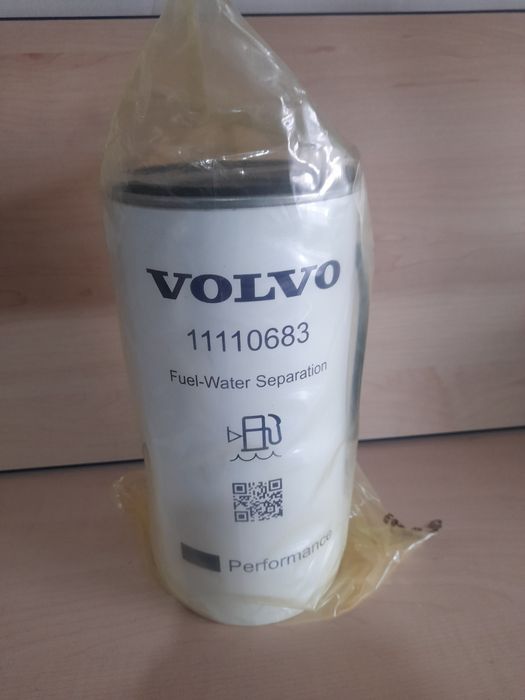 VOLVO
11110683
Fuel-Water Separation
Performance